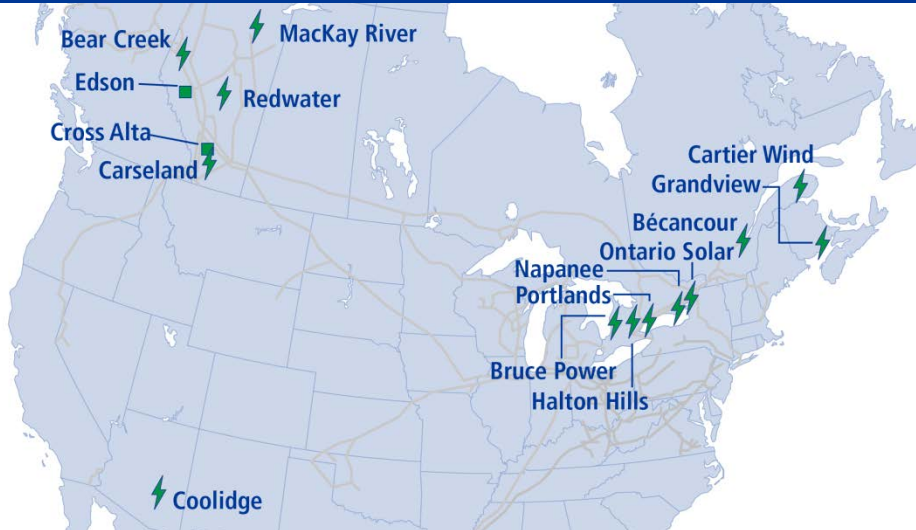 Bear Creek
MacKay River
Edson
Redwater
Cross Alta
Carseland
Cartier Wind
Grandview
Bécancour
Ontario Solar
Napanee
Portlands
Bruce Power
Halton Hills
Coolidge